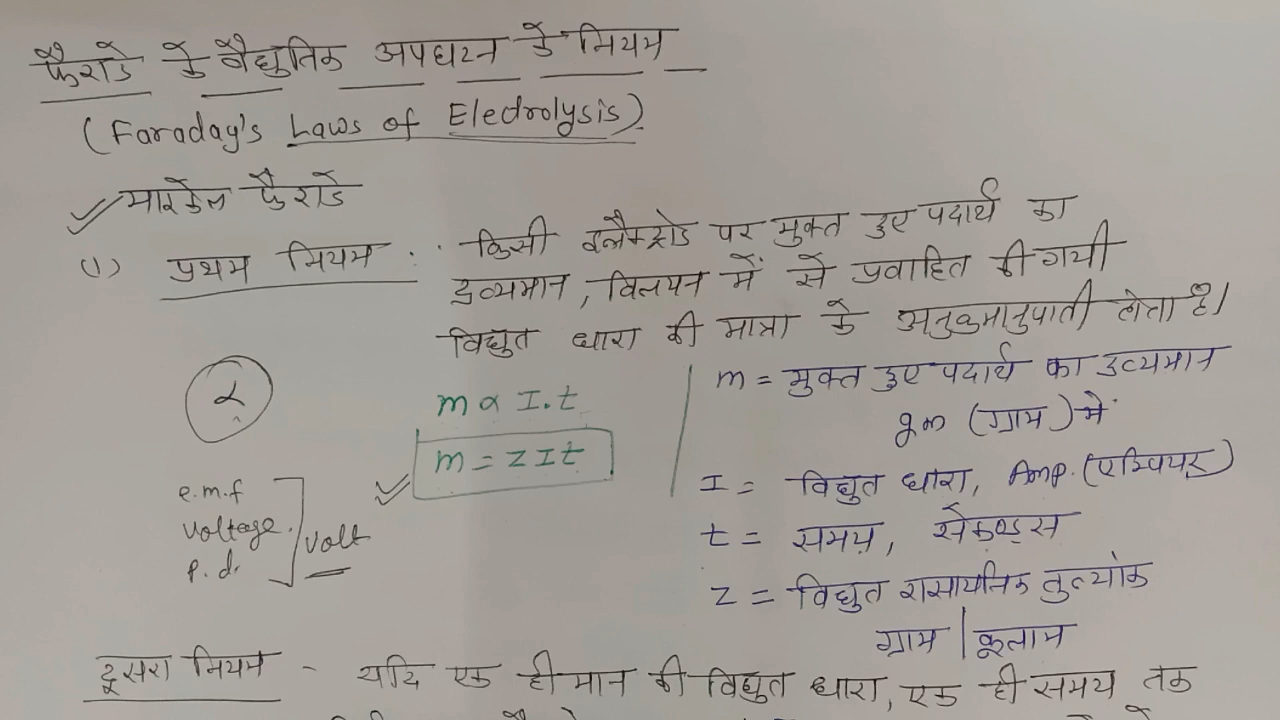 फैराडे के वैद्युतिक अपघटन के नियम
(Faraday's Laws of Electrolysis)
माइकेल फैराडे
(1) प्रथम नियम : किसी इलैक्ट्रोड पर मुक्त हुए पदार्थ का
द्रव्यमान, विलयन में से प्रवाहित की गयी
विद्युत धारा की मात्रा के अनुक्रमानुपाती होता है।
α
m α I.t
m = ZIt
e.m.f
voltage
p.d.
volt
m = मुक्त हुए पदार्थ का द्रव्यमान
gm (ग्राम) में
I = विद्युत धारा, Amp. (एम्पियर)
t = समय, सेकण्ड्स
Z = विद्युत रासायनिक तुल्यांक
ग्राम/कूलाम
दूसरा नियम - यदि एक ही मान की विद्युत धारा, एक ही समय तक